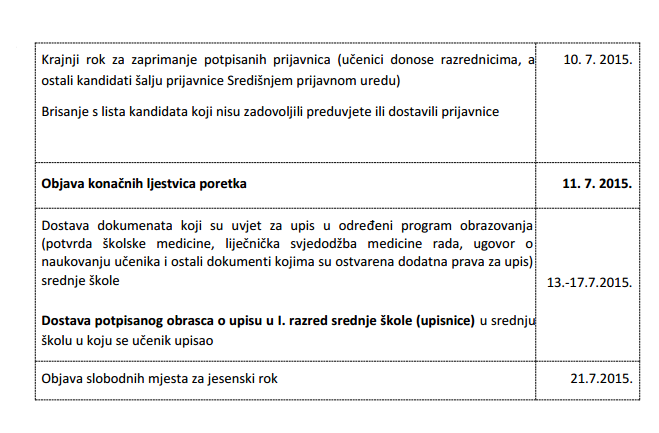 Krajnji rok za zaprimanje potpisanih prijavnica (učenici donose razrednicima, a 10. 7. 2015.
ostali kandidati šalju prijavnice Središnjem prijavnom uredu)
Brisanje s lista kandidata koji nisu zadovoljili preduvjete ili dostavili prijavnice
Objava konačnih ljestvica poretka 11. 7. 2015.
Dostava dokumenata koji su uvjet za upis u određeni program obrazovanja
(potvrda školske medicine, liječnička svjedodžba medicine rada, ugovor o
naukovanju učenika i ostali dokumenti kojima su ostvarena dodatna prava za upis)
srednje škole
13.-17.7.2015.
Dostava potpisanog obrasca o upisu u I. razred srednje škole (upisnice) u srednju
školu u koju se učenik upisao
Objava slobodnih mjesta za jesenski rok 21.7.2015.